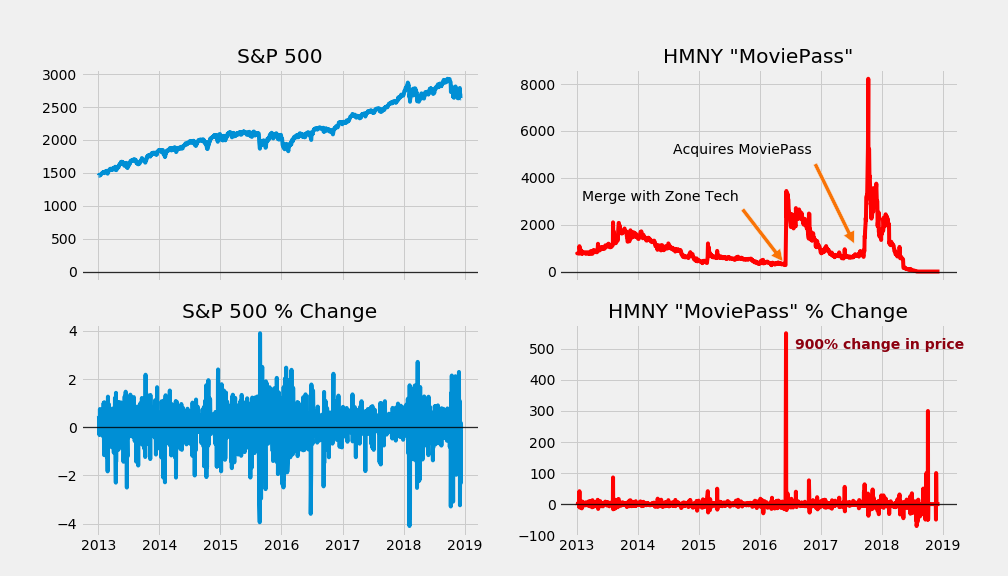 S&P 500
3000
2500
2000
1500
1000
500
0
HMNY "MoviePass"
8000
6000
4000
2000
0
Acquires MoviePass
Merge with Zone Tech
S&P 500 % Change
4
2
0
−2
−4
2013 2014 2015 2016 2017 2018 2019
HMNY "MoviePass" % Change
900% change in price
500
400
300
200
100
0
−100
2013 2014 2015 2016 2017 2018 2019